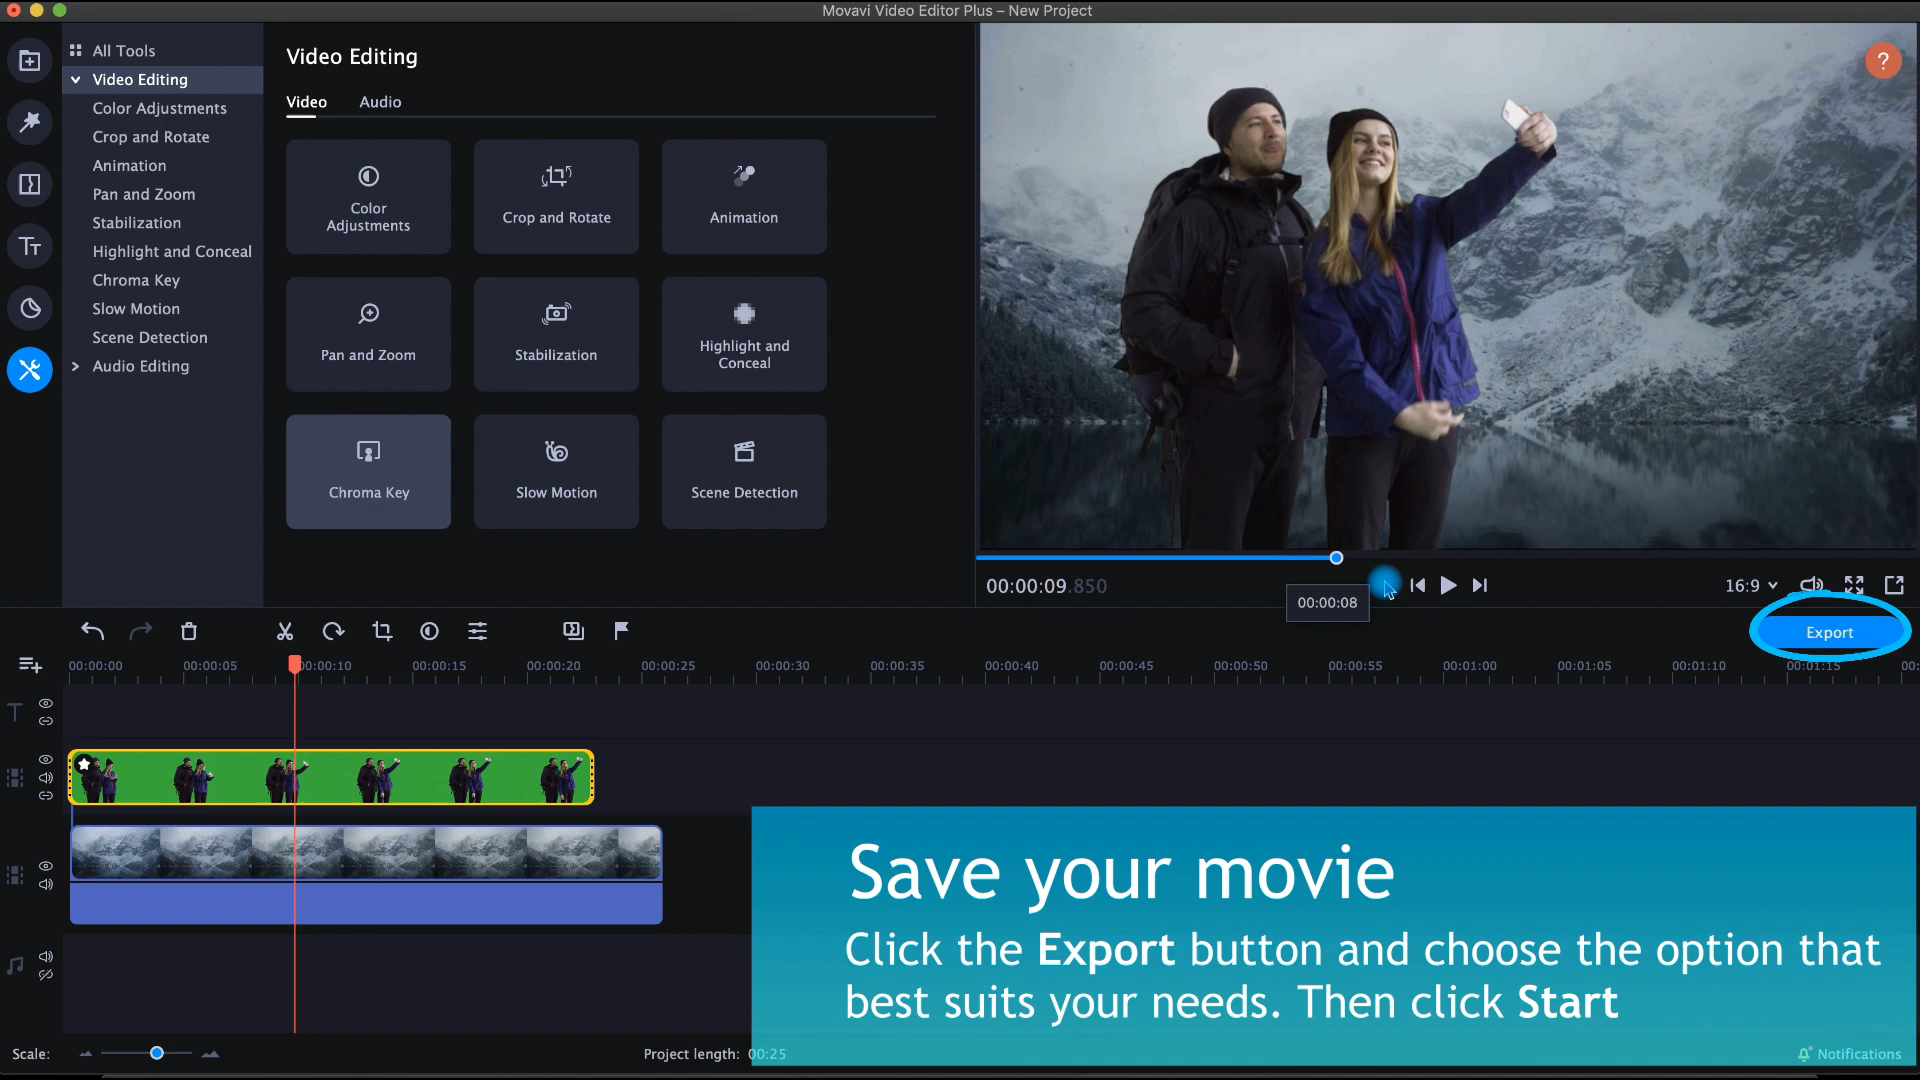 Movavi Video Editor Plus – New Project
All Tools
Video Editing
Color Adjustments
Crop and Rotate
Animation
Pan and Zoom
Stabilization
Highlight and Conceal
Chroma Key
Slow Motion
Scene Detection
Audio Editing
Video Editing
Video Audio
Color
Adjustments
Crop and Rotate
Animation
Pan and Zoom
Stabilization
Highlight and
Conceal
Chroma Key
Slow Motion
Scene Detection
?
00:00:09.850
00:00:08
16:9
Export
00:00:00 00:00:05 00:00:10 00:00:15 00:00:20 00:00:25 00:00:30 00:00:35 00:00:40 00:00:45 00:00:50 00:00:55 00:01:00 00:01:05 00:01:10 00:01:15 00:
Save your movie
Click the Export button and choose the option that
best suits your needs. Then click Start
Scale:
Project length: 00:25
Notifications